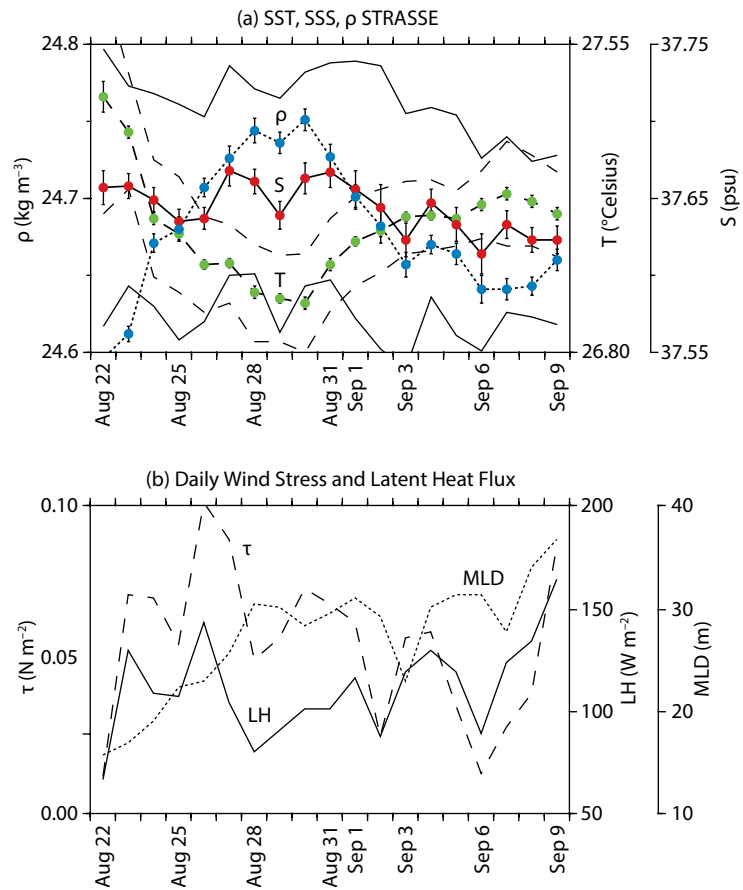 (a) SST, SSS, ρ STRASSE
24.8
24.7
24.6
ρ (kg m⁻³)
ρ
S
T
27.55
26.80
T (°Celsius)
37.75
37.65
37.55
S (psu)
Aug 22
Aug 25
Aug 28
Aug 31
Sep 1
Sep 3
Sep 6
Sep 9
(b) Daily Wind Stress and Latent Heat Flux
0.10
0.05
0.00
τ (N m⁻²)
τ
MLD
LH
200
150
100
50
LH (W m⁻²)
40
30
20
10
MLD (m)
Aug 22
Aug 25
Aug 28
Aug 31
Sep 1
Sep 3
Sep 6
Sep 9